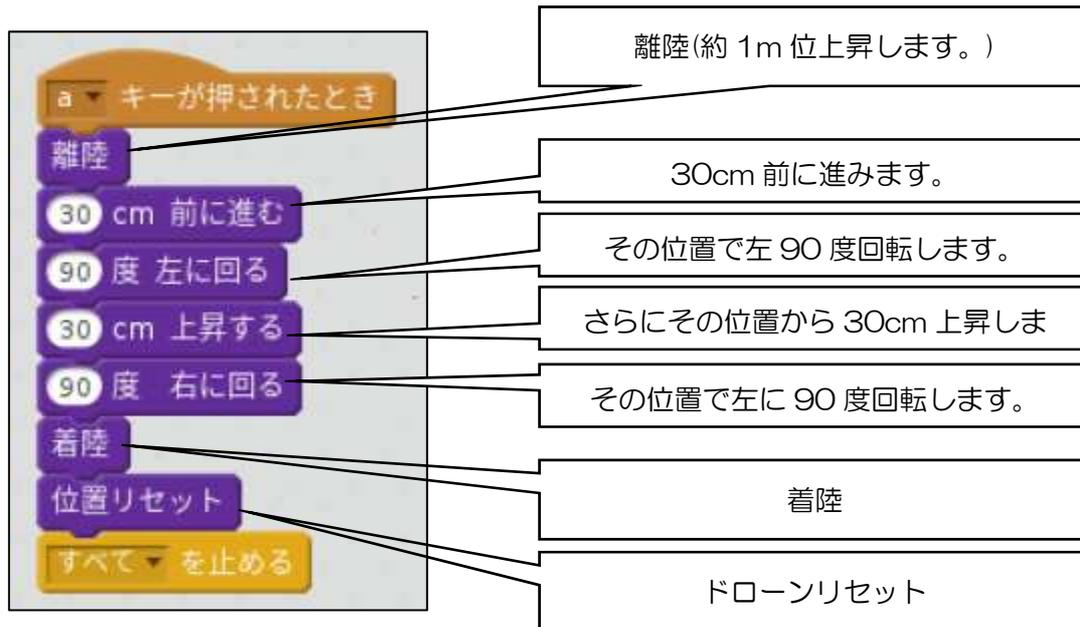 a キーが押されたとき
離陸
30 cm 前に進む
90 度 左に回る
30 cm 上昇する
90 度 右に回る
着陸
位置リセット
すべて を止める
離陸(約 1m 位上昇します。)
30cm 前に進みます。
その位置で左 90 度回転します。
さらにその位置から 30cm 上昇しま
その位置で左に 90 度回転します。
着陸
ドローンリセット